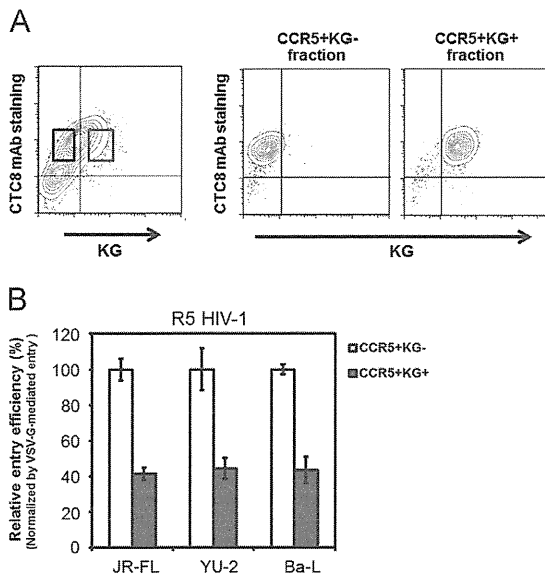 A
CCR5+KG-
fraction
CCR5+KG+
fraction
CTC8 mAb staining
CTC8 mAb staining
KG
KG
B
R5 HIV-1
Relative entry efficiency (%)
(Normalized by VSV-G-mediated entry )
120
100
80
60
40
20
0
CCR5+KG-
CCR5+KG+
JR-FL
YU-2
Ba-L